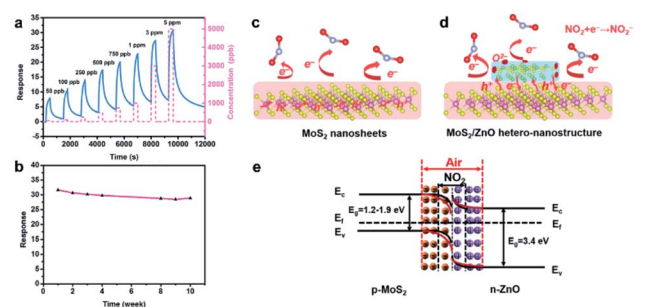 a
Response
35
30
25
20
15
10
5
0
50 ppb
100 ppb
250 ppb
500 ppb
750 ppb
1 ppm
3 ppm
5 ppm
5000
4000
3000
2000
1000
0
Concentration (ppb)
0 2000 4000 6000 8000 10000 12000
Time (s)
b
Response
40
35
30
25
20
15
10
5
0
0 2 4 6 8 10
Time (week)
c
e⁻ e⁻ e⁻
MoS₂ nanosheets
d
NO₂+e⁻→NO₂⁻
e⁻
O²⁻
e⁻
h⁺ e⁻ h⁺ e⁻
MoS₂/ZnO hetero-nanostructure
e
Air
NO₂
E꜀
E_g=1.2-1.9 eV
E_f
E_v
E꜀
E_f
E_g=3.4 eV
E_v
p-MoS₂ n-ZnO